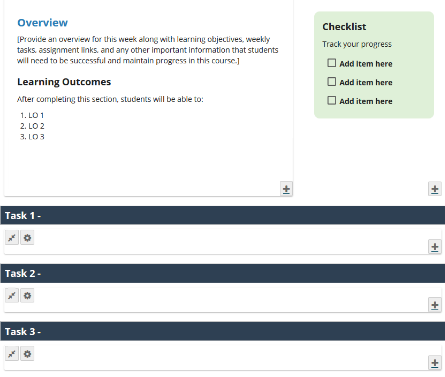 Overview
[Provide an overview for this week along with learning objectives, weekly
tasks, assignment links, and any other important information that students
will need to be successful and maintain progress in this course.]
Learning Outcomes
After completing this section, students will be able to:
1. LO 1
2. LO 2
3. LO 3
Checklist
Track your progress
Add item here
Add item here
Add item here
Task 1 -
Task 2 -
Task 3 -